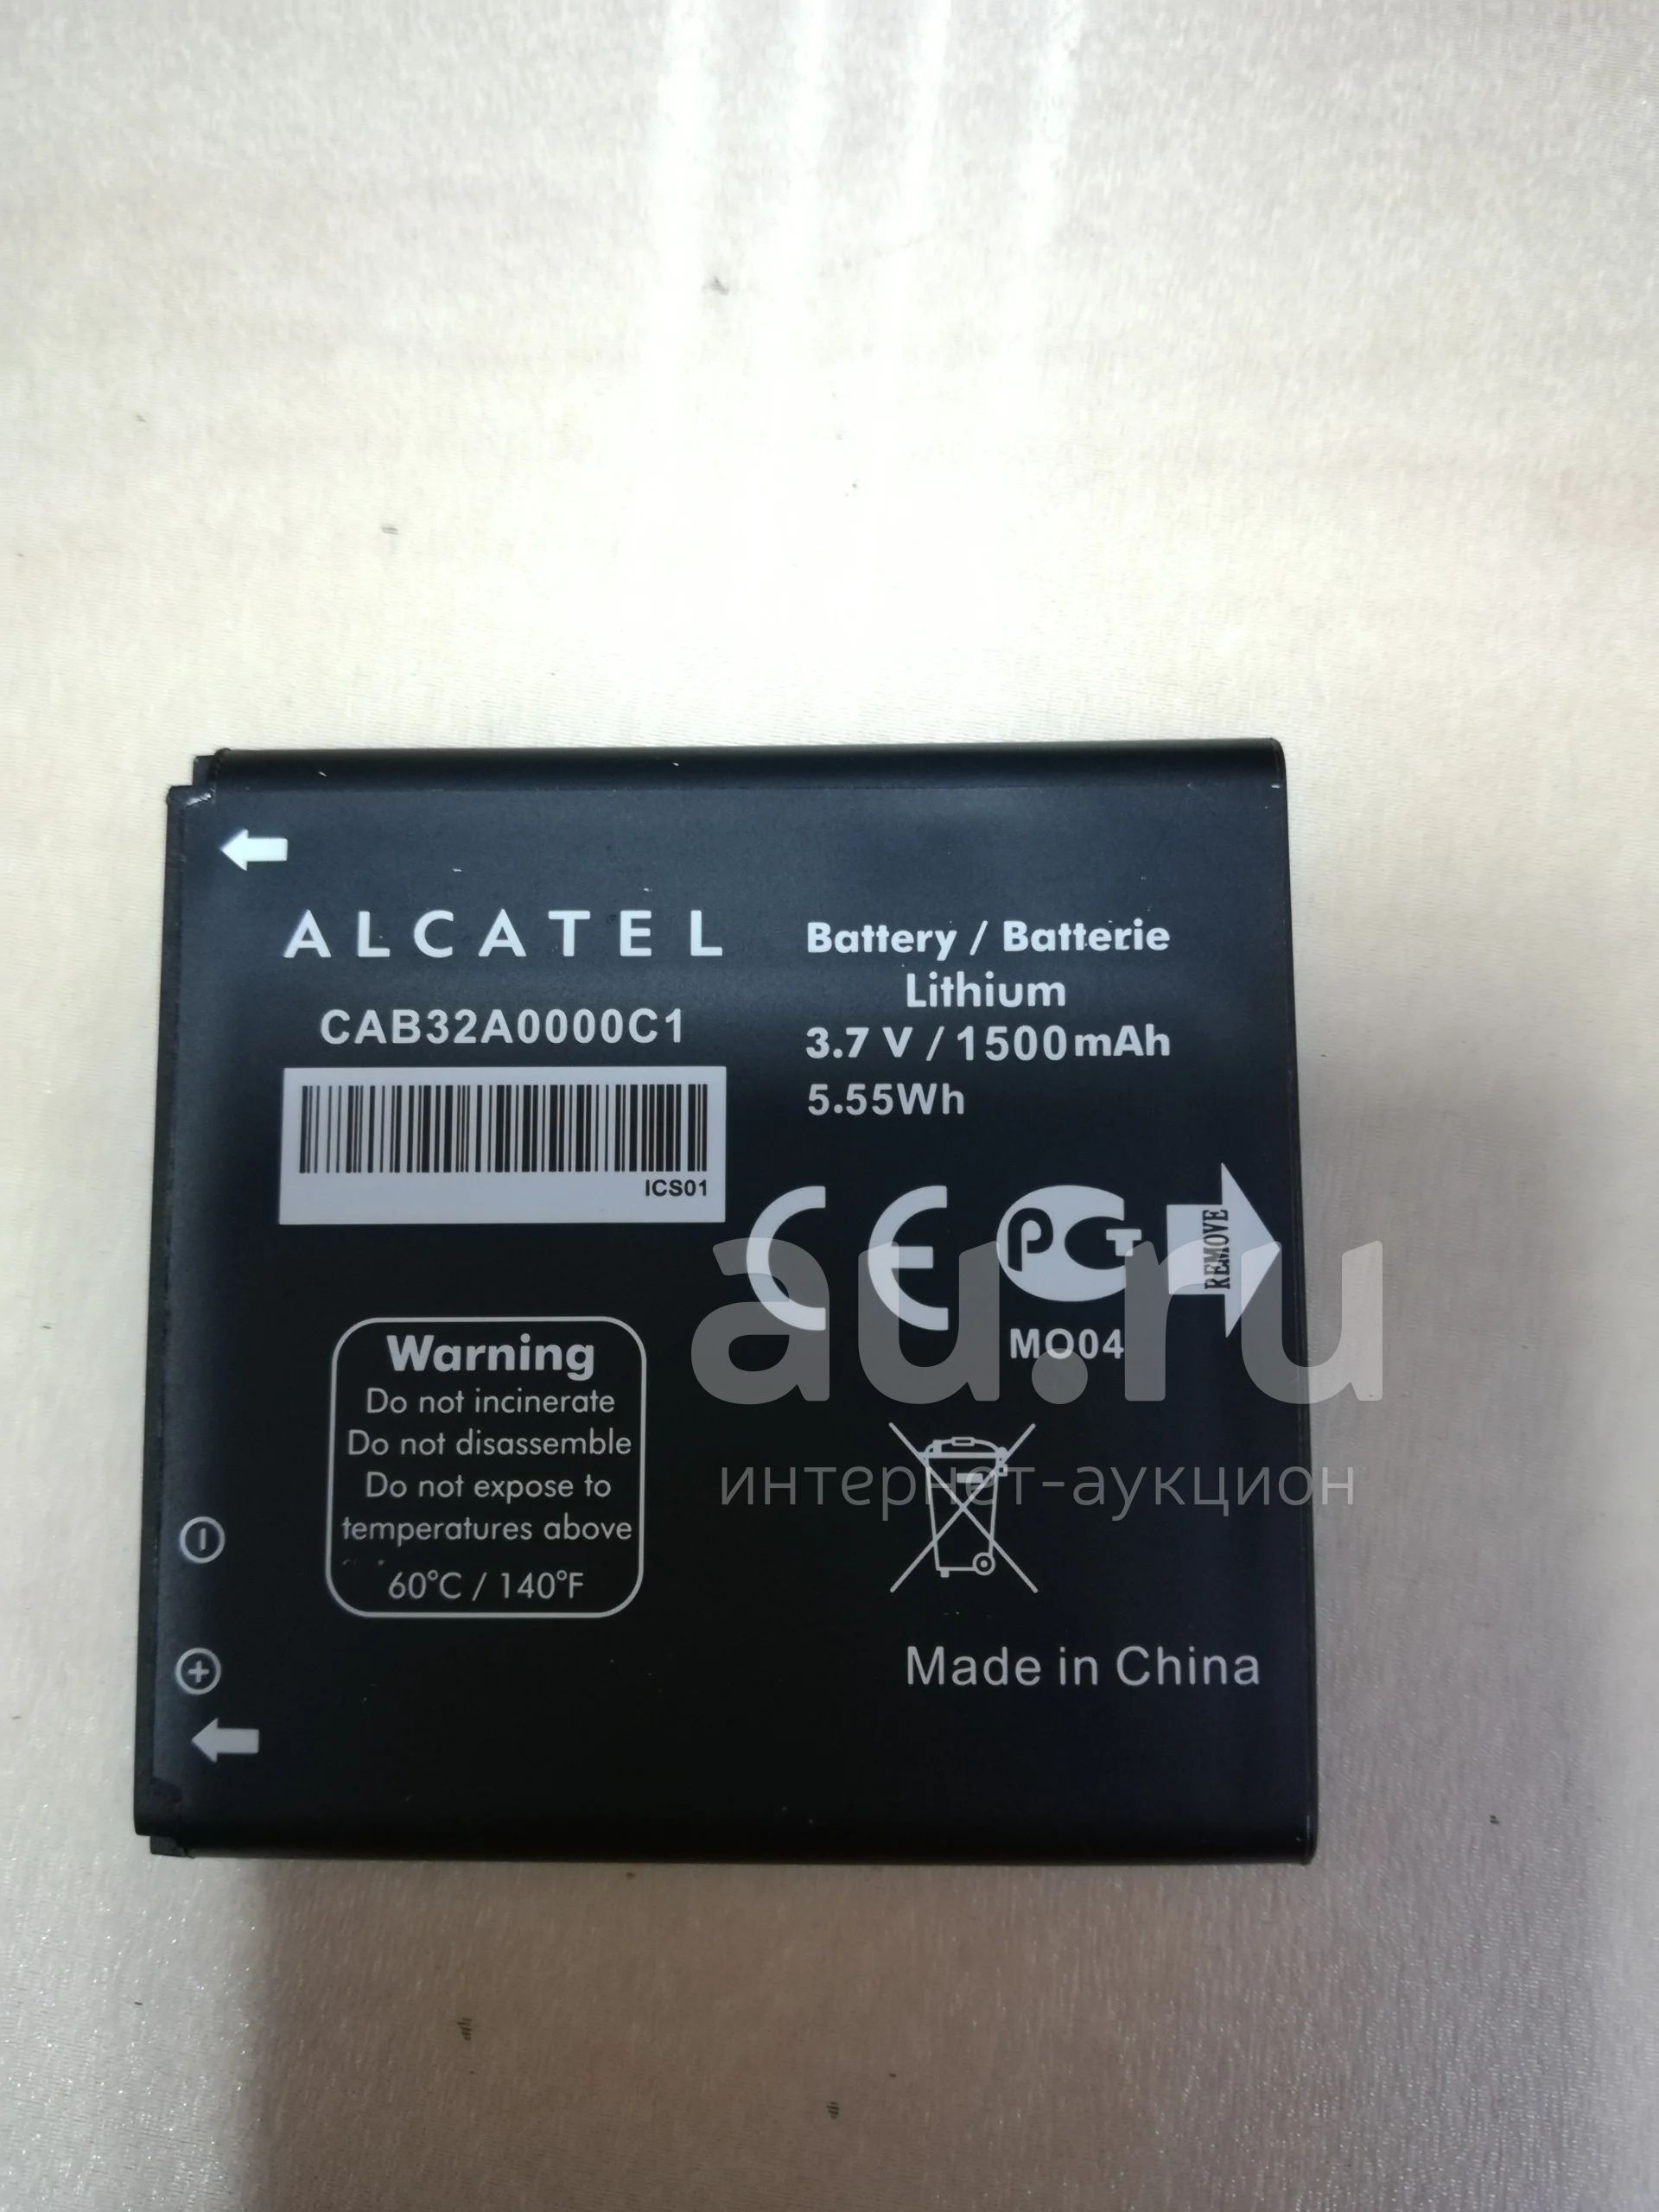 ALCATEL
CAB32A0000C1
ICS01
Battery / Batterie
Lithium
3.7 V / 1500mAh
5.55Wh
CE
РСТ
MO04
REMOVE
Warning
Do not incinerate
Do not disassemble
Do not expose to
temperatures above
60°C / 140°F
Made in China
au.ru
интернет-аукцион